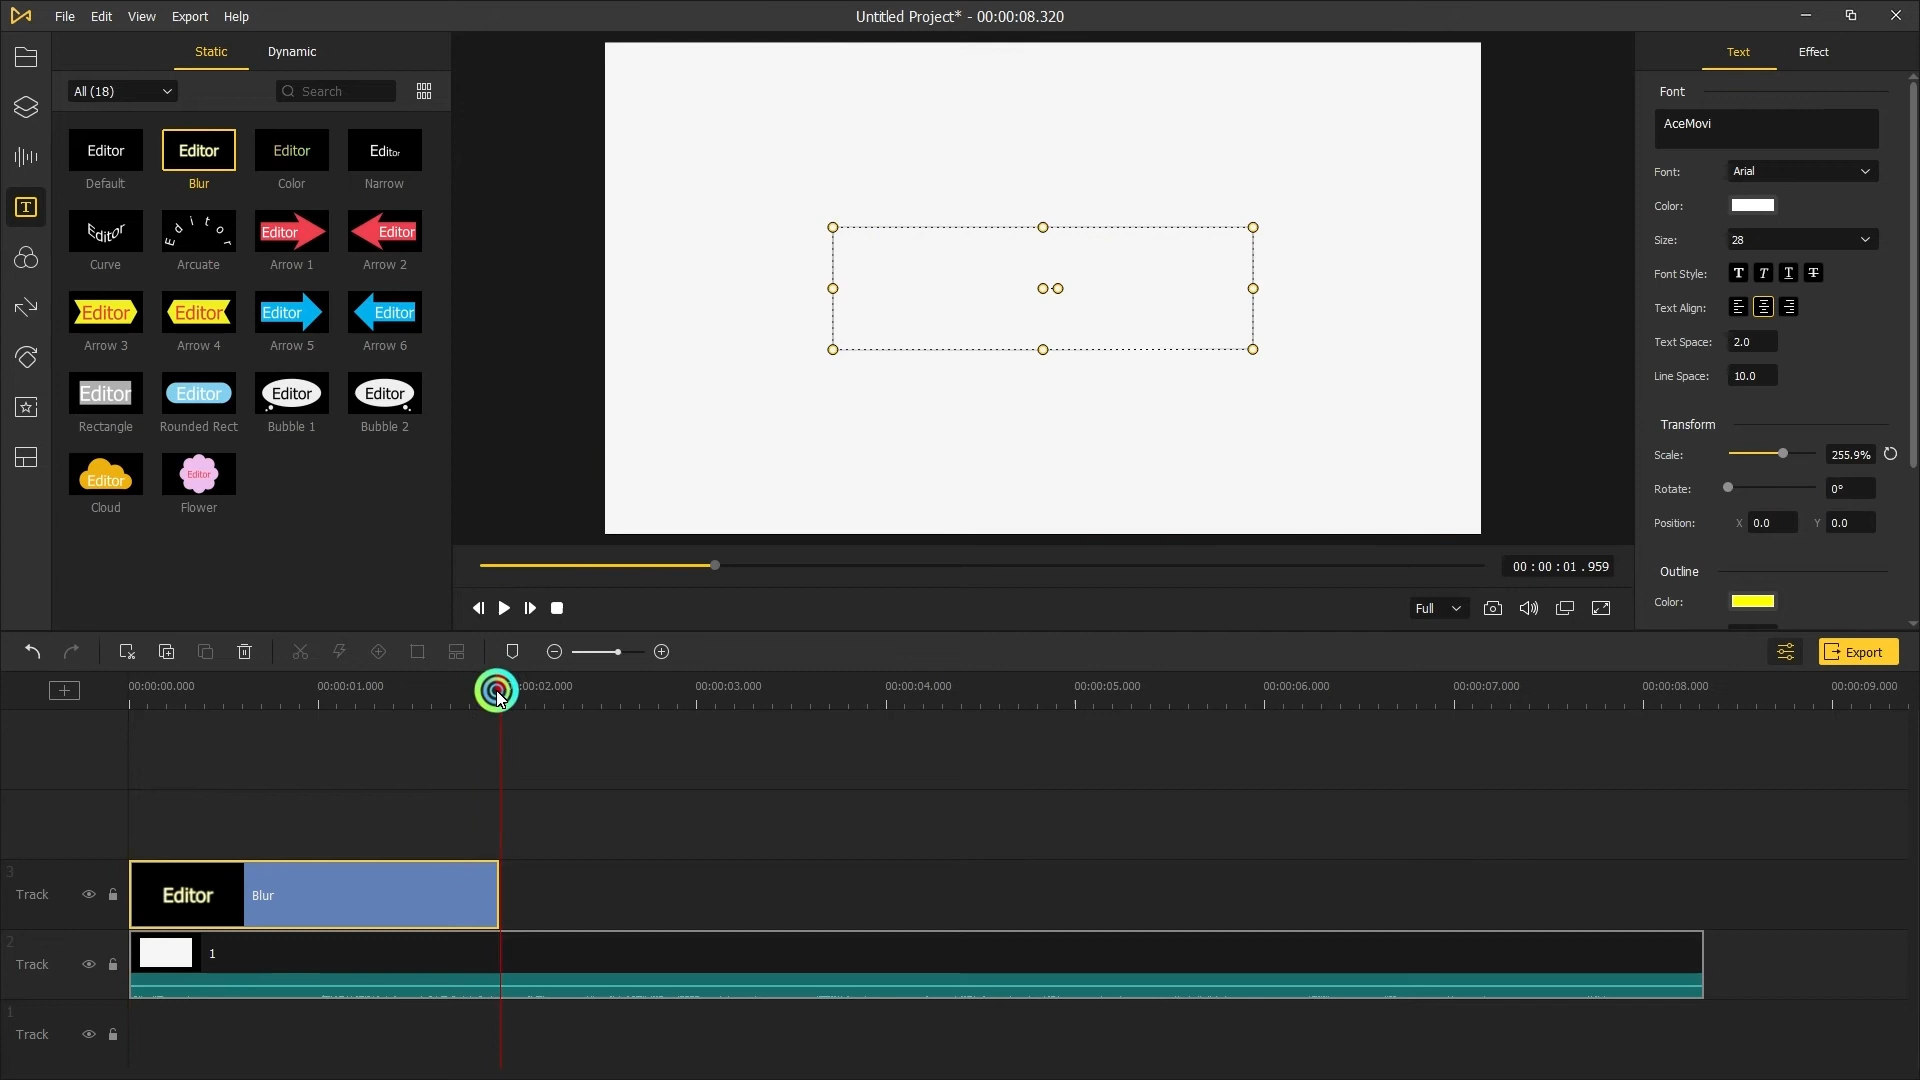 File Edit View Export Help
Untitled Project* - 00:00:08.320
Static Dynamic
Text Effect
All (18)
Search
Editor Editor Editor Editor
Default Blur Color Narrow
Editor Editor Editor Editor
Curve Arcuate Arrow 1 Arrow 2
Editor Editor Editor Editor
Arrow 3 Arrow 4 Arrow 5 Arrow 6
Editor Editor Editor Editor
Rectangle Rounded Rect Bubble 1 Bubble 2
Editor Editor
Cloud Flower
Font
AceMovi
Font: Arial
Color:
Size: 28
Font Style: T T T T
Text Align:
Text Space: 2.0
Line Space: 10.0
Transform
Scale: 255.9%
Rotate: 0°
Position: X 0.0 Y 0.0
Outline
Color:
00 : 00 : 01 . 959
Full
Export
00:00:00.000 00:00:01.000 :00:02.000 00:00:03.000 00:00:04.000 00:00:05.000 00:00:06.000 00:00:07.000 00:00:08.000 00:00:09.000
3
Track
Editor Blur
2
Track
1
1
Track